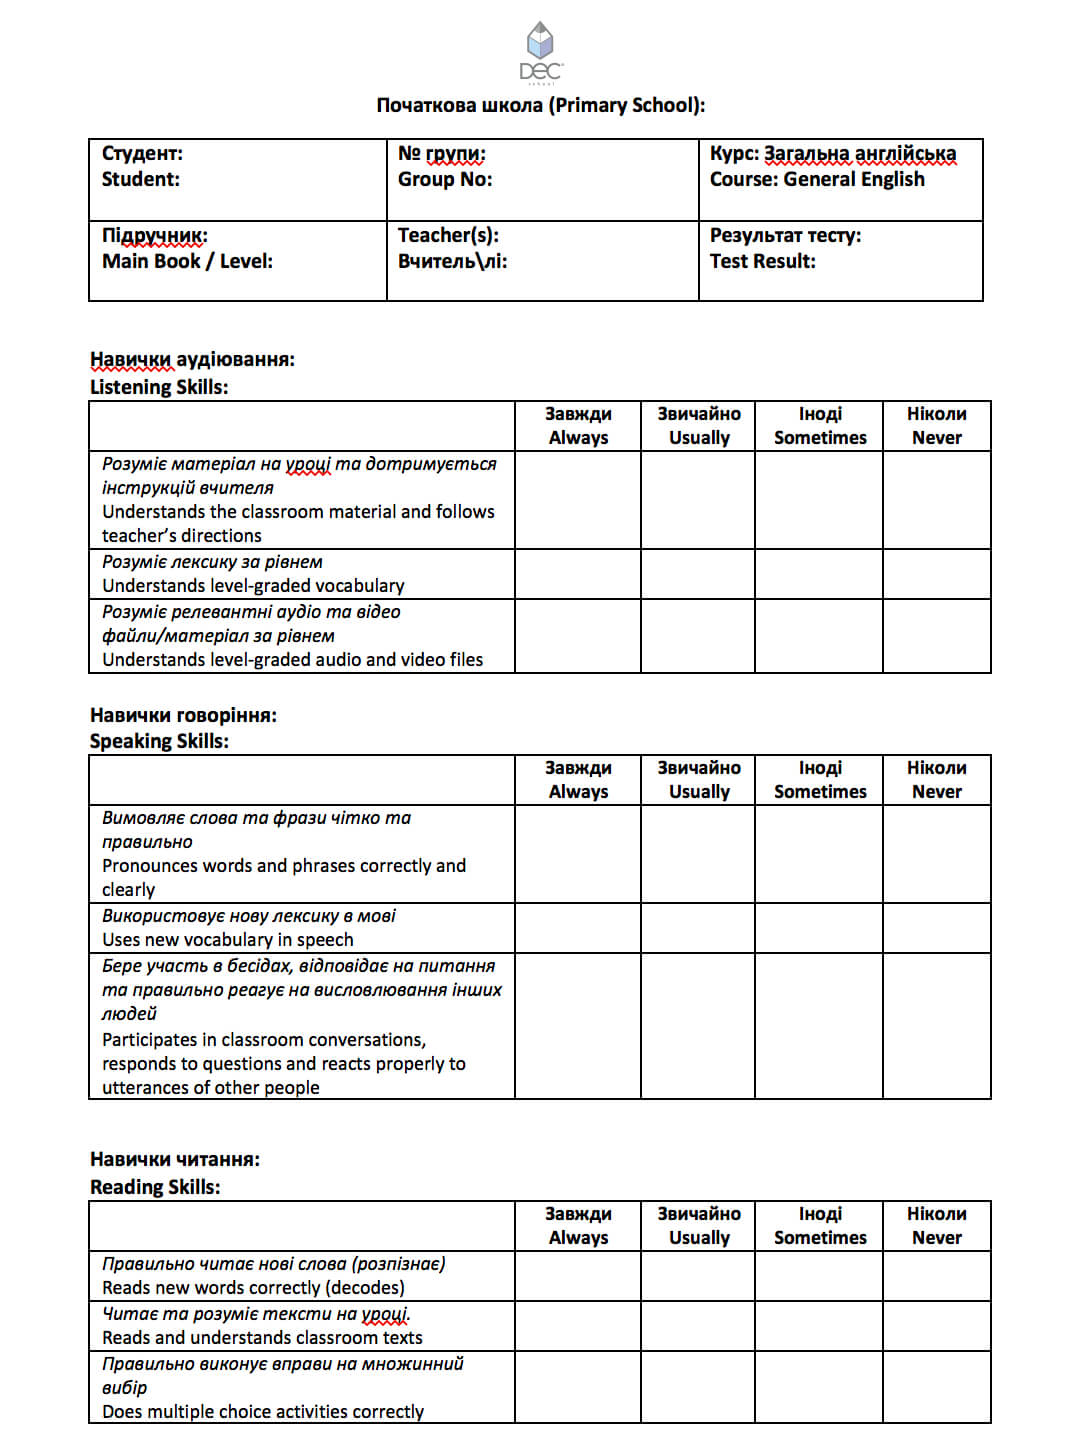 DEC
school
Початкова школа (Primary School):
Студент:
Student:
№ групи:
Group No:
Курс: Загальна англійська
Course: General English
Підручник:
Main Book / Level:
Teacher(s):
Вчитель\лі:
Результат тесту:
Test Result:
Навички аудіювання:
Listening Skills:
Завжди
Always
Звичайно
Usually
Іноді
Sometimes
Ніколи
Never
Розуміє матеріал на уроці та дотримується
інструкцій вчителя
Understands the classroom material and follows
teacher’s directions
Розуміє лексику за рівнем
Understands level-graded vocabulary
Розуміє релевантні аудіо та відео
файли/матеріал за рівнем
Understands level-graded audio and video files
Навички говоріння:
Speaking Skills:
Завжди
Always
Звичайно
Usually
Іноді
Sometimes
Ніколи
Never
Вимовляє слова та фрази чітко та
правильно
Pronounces words and phrases correctly and
clearly
Використовує нову лексику в мові
Uses new vocabulary in speech
Бере участь в бесідах, відповідає на питання
та правильно реагує на висловлювання інших
людей
Participates in classroom conversations,
responds to questions and reacts properly to
utterances of other people
Навички читання:
Reading Skills:
Завжди
Always
Звичайно
Usually
Іноді
Sometimes
Ніколи
Never
Правильно читає нові слова (розпізнає)
Reads new words correctly (decodes)
Читає та розуміє тексти на уроці.
Reads and understands classroom texts
Правильно виконує вправи на множинний
вибір
Does multiple choice activities correctly